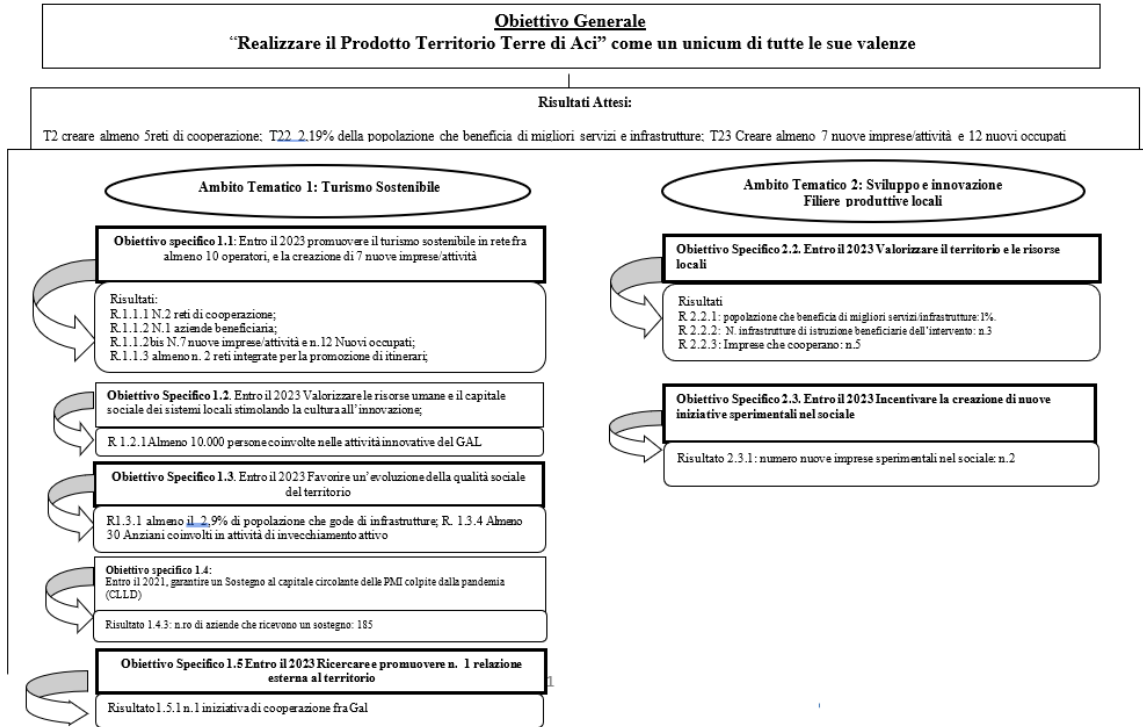 Obiettivo Generale
“Realizzare il Prodotto Territorio Terre di Aci” come un unicum di tutte le sue valenze
Risultati Attesi:
T2 creare almeno 5reti di cooperazione; T22 2.19% della popolazione che beneficia di migliori servizi e infrastrutture; T23 Creare almeno 7 nuove imprese/attività e 12 nuovi occupati
Ambito Tematico 1: Turismo Sostenibile
Obiettivo specifico 1.1: Entro il 2023 promuovere il turismo sostenibile in rete fra
almeno 10 operatori, e la creazione di 7 nuove imprese/attività
Risultati:
R.1.1.1 N.2 reti di cooperazione;
R.1.1.2 N.1 aziende beneficiaria;
R.1.1.2bis N.7 nuove imprese/attività e n.12 Nuovi occupati;
R.1.1.3 almeno n. 2 reti integrate per la promozione di itinerari;
Obiettivo Specifico 1.2. Entro il 2023 Valorizzare le risorse umane e il capitale
sociale dei sistemi locali stimolando la cultura all’innovazione;
R 1.2.1 Almeno 10.000 persone coinvolte nelle attività innovative del GAL
Obiettivo Specifico 1.3. Entro il 2023 Favorire un’evoluzione della qualità sociale
del territorio
R1.3.1 almeno il 2,9% di popolazione che gode di infrastrutture; R. 1.3.4 Almeno
30 Anziani coinvolti in attività di invecchiamento attivo
Obiettivo specifico 1.4:
Entro il 2021, garantire un Sostegno al capitale circolante delle PMI colpite dalla pandemia
(CLLD)
Risultato 1.4.3: n.ro di aziende che ricevono un sostegno: 185
Obiettivo Specifico 1.5 Entro il 2023 Ricercare e promuovere n. 1 relazione
esterna al territorio
1
Risultato1.5.1 n.1 iniziativa di cooperazione fra Gal
Ambito Tematico 2: Sviluppo e innovazione
Filiere produttive locali
Obiettivo Specifico 2.2. Entro il 2023 Valorizzare il territorio e le risorse
locali
Risultati
R 2.2.1: popolazione che beneficia di migliori servizi/infrastrutture:1%.
R 2.2.2: N. infrastrutture di istruzione beneficiarie dell’intervento: n.3
R 2.2.3: Imprese che cooperano: n.5
Obiettivo Specifico 2.3. Entro il 2023 Incentivare la creazione di nuove
iniziative sperimentali nel sociale
Risultato 2.3.1: numero nuove imprese sperimentali nel sociale: n.2